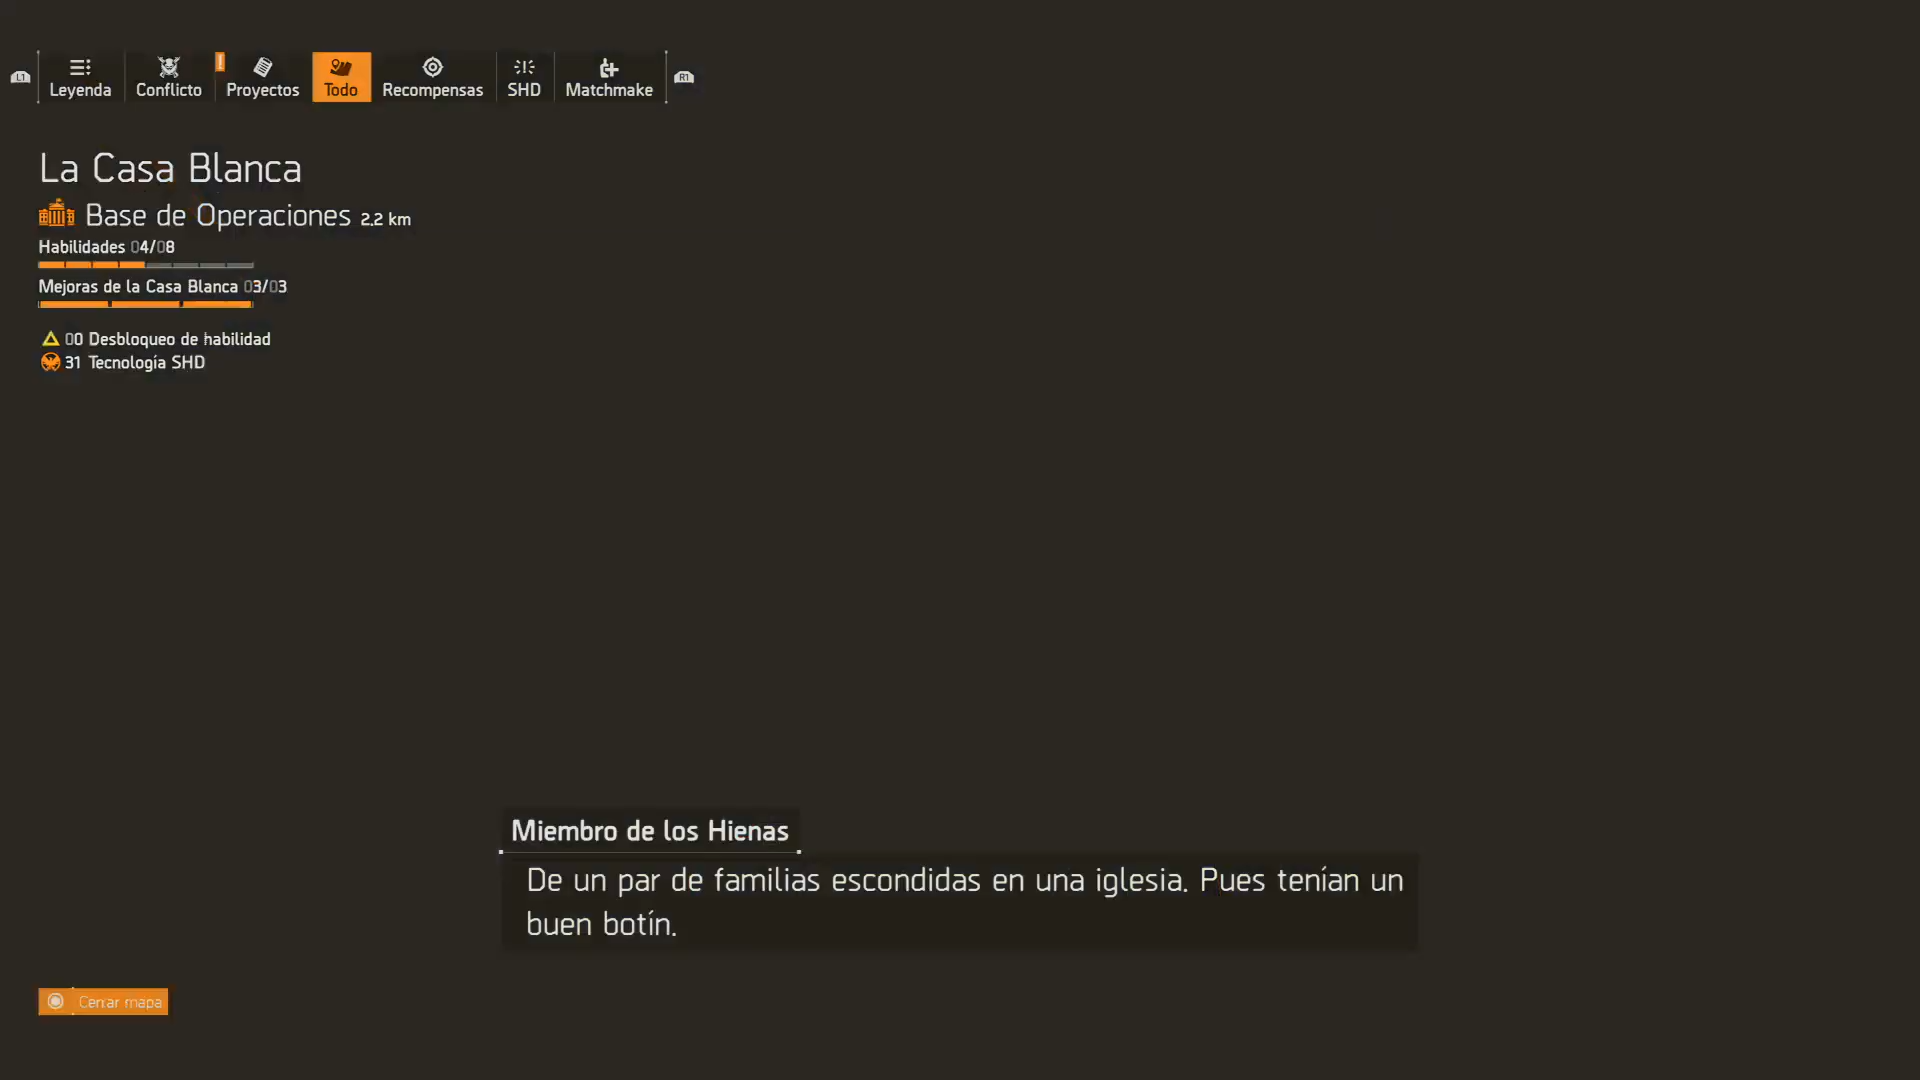 L1
Leyenda
Conflicto
Proyectos
Todo
Recompensas
SHD
Matchmake
R1
La Casa Blanca
Base de Operaciones 2.2 km
Habilidades 04/08
Mejoras de la Casa Blanca 03/03
00 Desbloqueo de habilidad
31 Tecnología SHD
Miembro de los Hienas
De un par de familias escondidas en una iglesia. Pues tenían un
buen botín.
Cerrar mapa